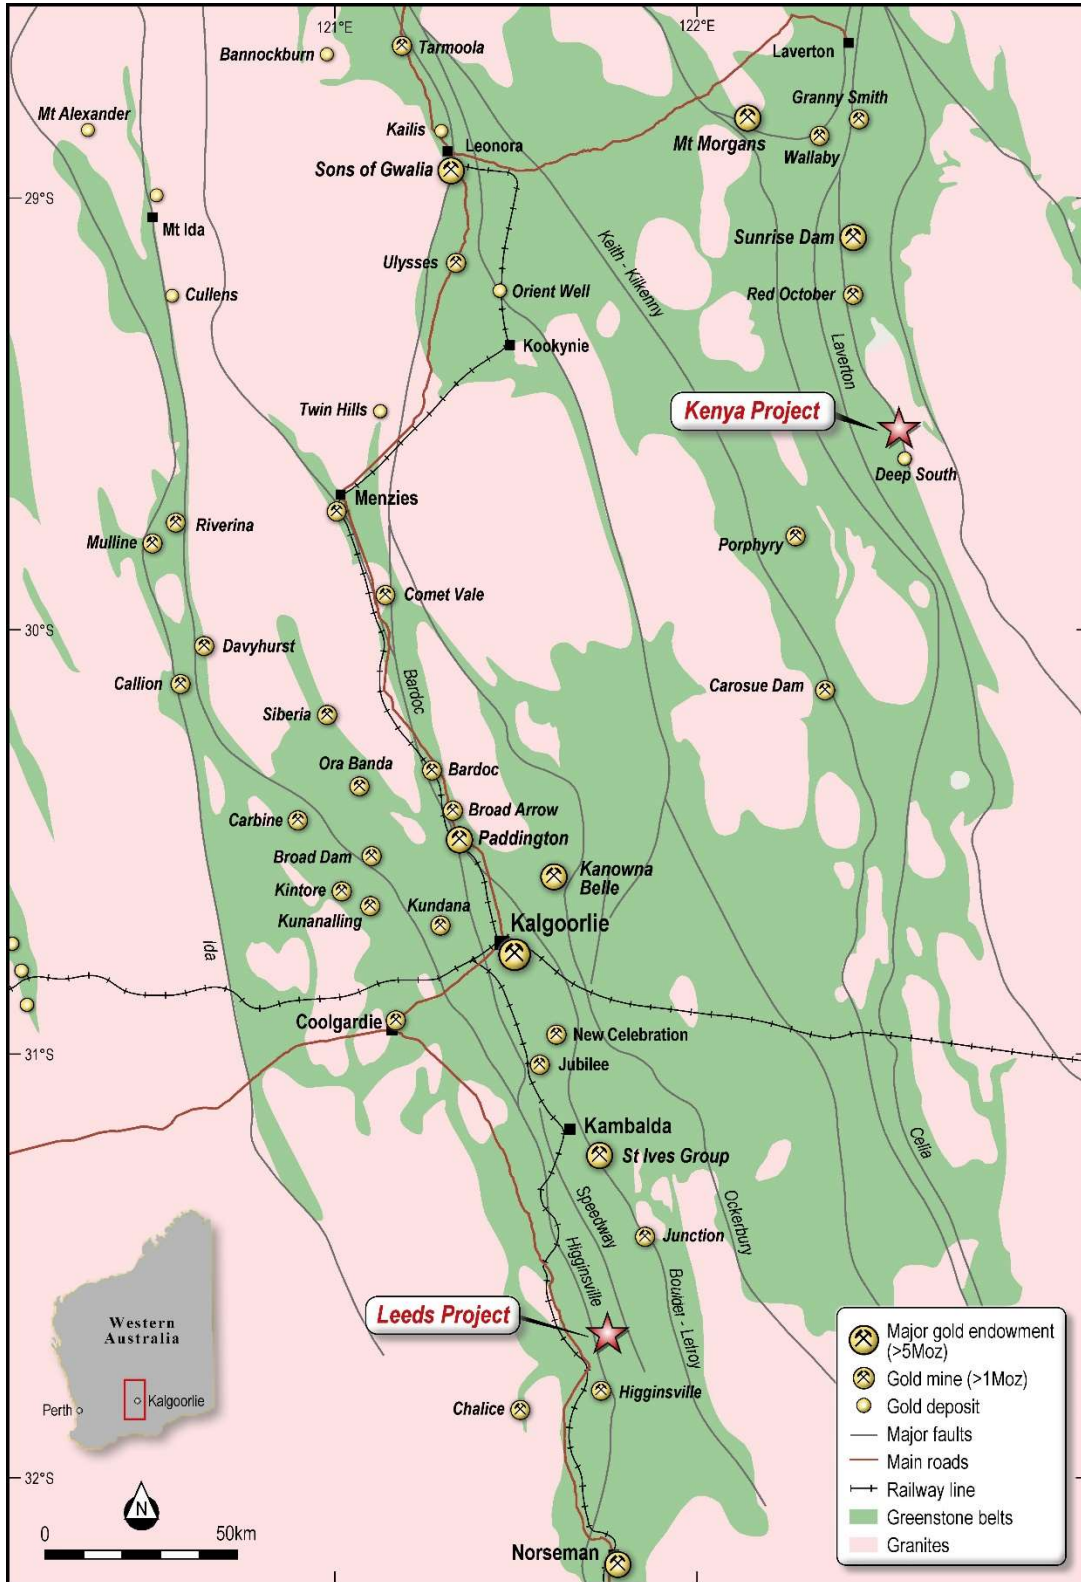 121°E
122°E
Bannockburn
Tarmoola
Laverton
Granny Smith
Mt Alexander
Kailis
Leonora
Mt Morgans
Wallaby
Sons of Gwalia
29°S
Mt Ida
Sunrise Dam
Keith - Kilkenny
Ulysses
Cullens
Orient Well
Red October
Kookynie
Laverton
Twin Hills
Kenya Project
Deep South
Menzies
Riverina
Mulline
Porphyry
Comet Vale
30°S
Davyhurst
Callion
Bardoc
Carosue Dam
Siberia
Ora Banda
Bardoc
Carbine
Broad Arrow
Paddington
Broad Dam
Kanowna
Belle
Kintore
Kunanalling
Kundana
Kalgoorlie
Ida
Coolgardie
New Celebration
31°S
Jubilee
Kambalda
Celia
St Ives Group
Speedway
Ockerbury
Junction
Higginsville
Boulder - Lefroy
Leeds Project
Higginsville
Chalice
Western
Australia
Kalgoorlie
Perth
32°S
N
0
50km
Norseman
Major gold endowment
(>5Moz)
Gold mine (>1Moz)
Gold deposit
Major faults
Main roads
Railway line
Greenstone belts
Granites